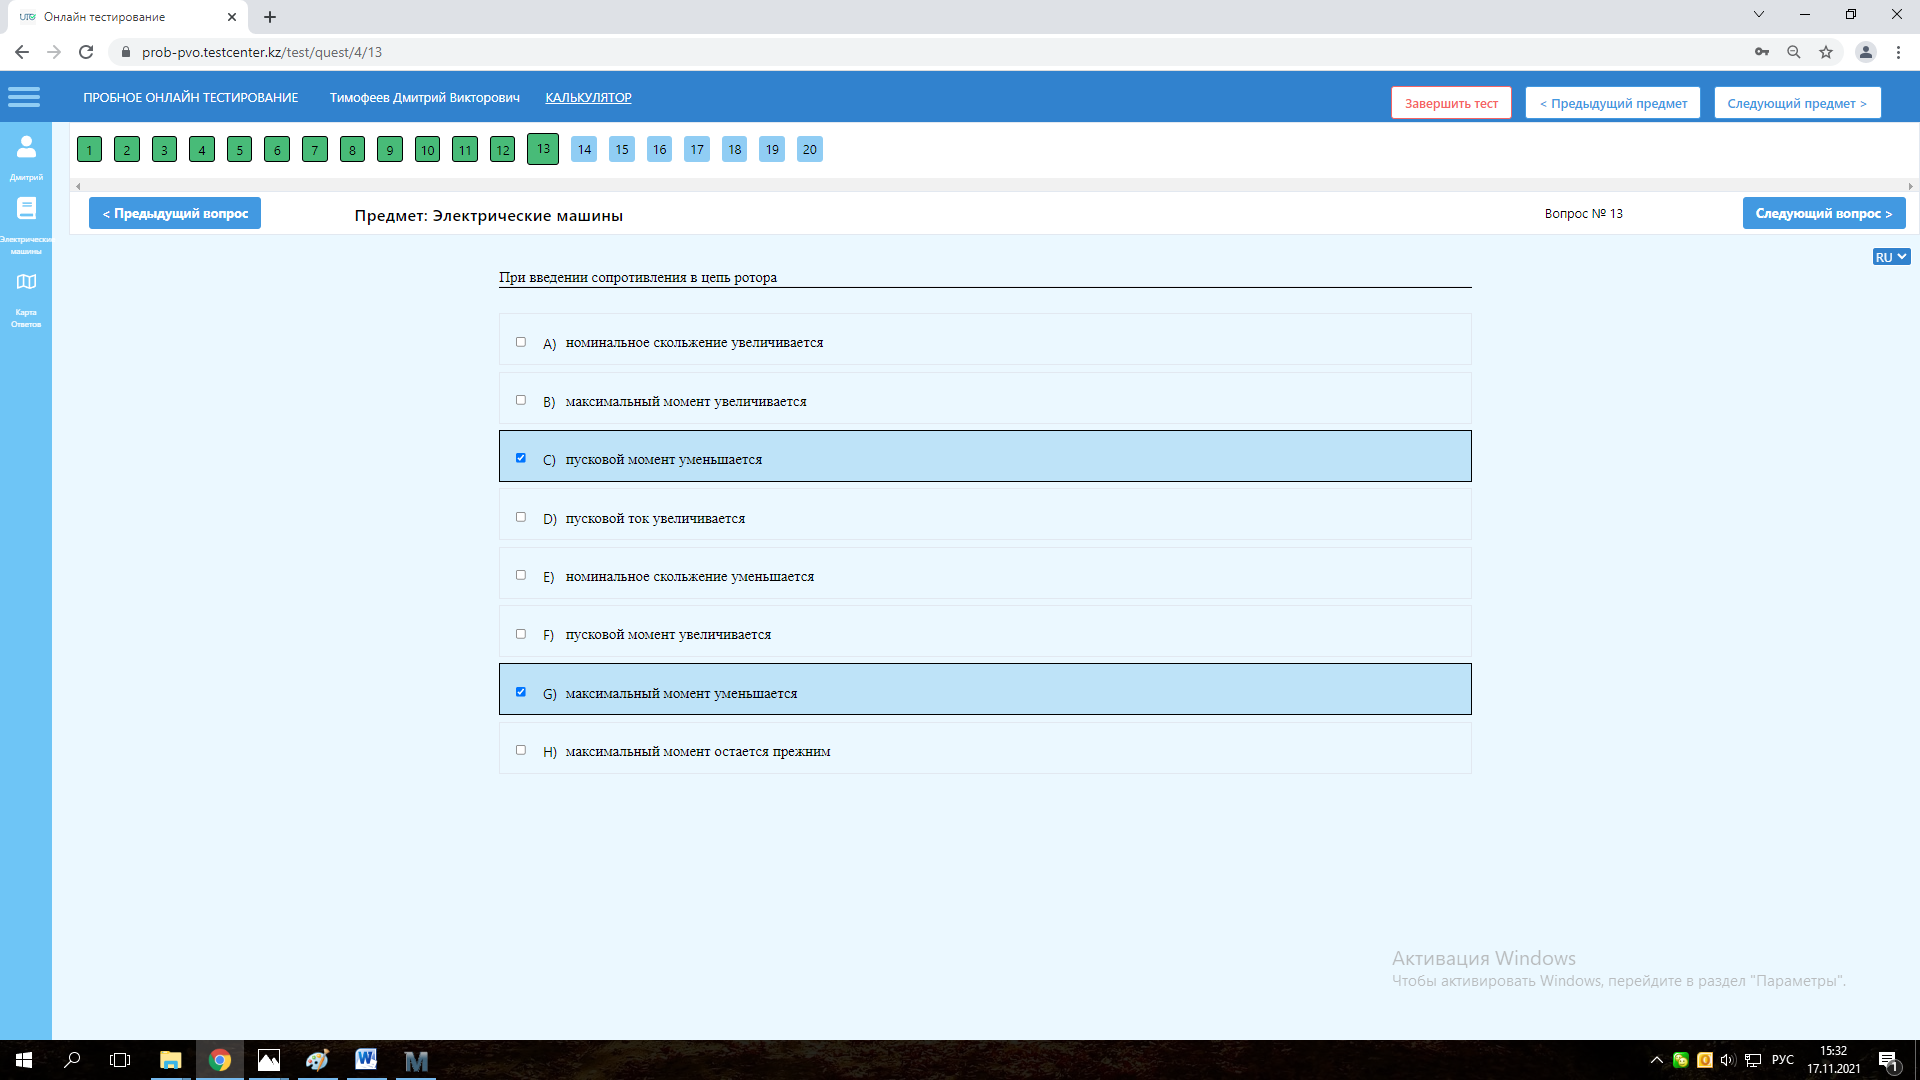 Онлайн тестирование
prob-pvo.testcenter.kz/test/quest/4/13
ПРОБНОЕ ОНЛАЙН ТЕСТИРОВАНИЕ Тимофеев Дмитрий Викторович КАЛЬКУЛЯТОР Завершить тест < Предыдущий предмет Следующий предмет >
1 2 3 4 5 6 7 8 9 10 11 12 13 14 15 16 17 18 19 20
Дмитрий
< Предыдущий вопрос Предмет: Электрические машины Вопрос № 13 Следующий вопрос >
Электрические
машины
RU
Карта
Ответов
При введении сопротивления в цепь ротора
A) номинальное скольжение увеличивается
B) максимальный момент увеличивается
C) пусковой момент уменьшается
D) пусковой ток увеличивается
E) номинальное скольжение уменьшается
F) пусковой момент увеличивается
G) максимальный момент уменьшается
H) максимальный момент остается прежним
Активация Windows
Чтобы активировать Windows, перейдите в раздел "Параметры".
РУС
15:32
17.11.2021
1